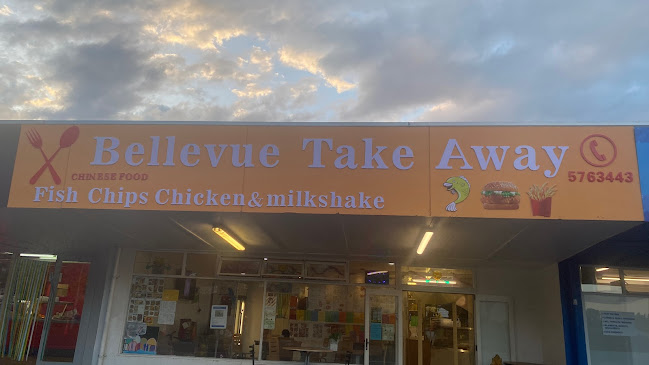 Bellevue Take Away
CHINESE FOOD
Fish Chips Chicken & milkshake
5763443